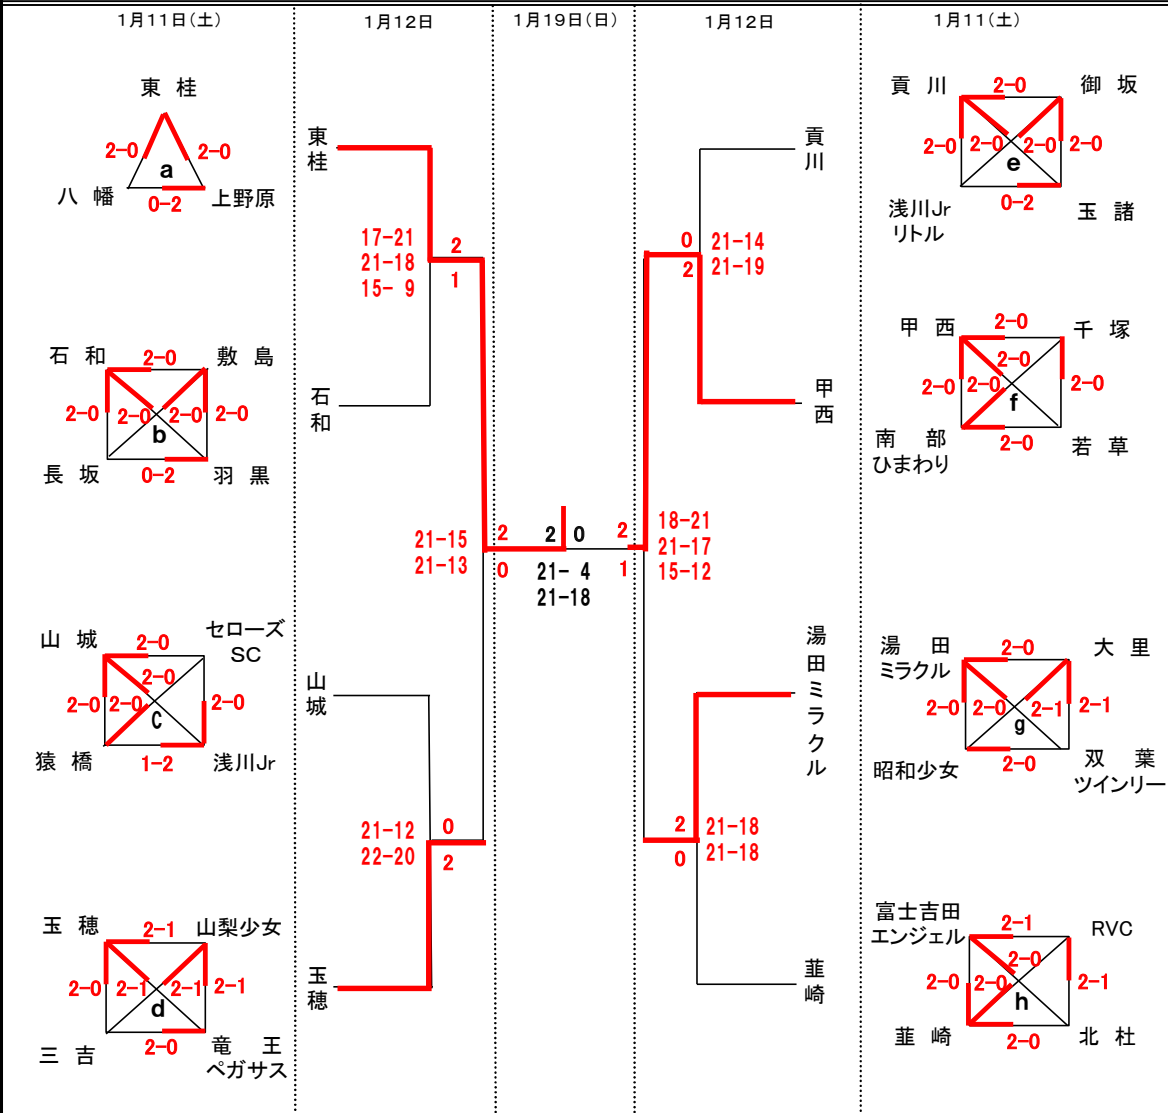 1月11日(土)
1月12日
1月19日(日)
1月12日
1月11(土)
東 桂
2-0
2-0
a
八 幡
上野原
0-2
石 和
2-0
敷 島
2-0
2-0
2-0
2-0
b
長 坂
0-2
羽 黒
山 城
2-0
セローズ
SC
2-0
2-0
2-0
2-0
C
猿 橋
1-2
浅川Jr
玉 穂
2-1
山梨少女
2-0
2-1
2-1
2-1
d
三 吉
2-0
竜 王
ペガサス
東桂
17-21
21-18
15- 9
2
1
石和
21-15
21-13
2
0
山城
21-12
22-20
0
2
玉穂
2 0
21- 4
21-18
貢川
0
2
21-14
21-19
甲西
2
1
18-21
21-17
15-12
湯田ミラクル
2
0
21-18
21-18
韮崎
貢 川
2-0
御 坂
2-0
2-0
2-0
2-0
e
浅川Jr
リトル
0-2
玉 諸
甲 西
2-0
千 塚
2-0
2-0
2-0
2-0
f
南 部
ひまわり
2-0
若 草
湯 田
ミラクル
2-0
大 里
2-0
2-0
2-1
2-1
g
昭和少女
2-0
双 葉
ツインリー
富士吉田
エンジェル
2-1
RVC
2-0
2-0
2-0
2-1
h
韮 崎
2-0
北 杜